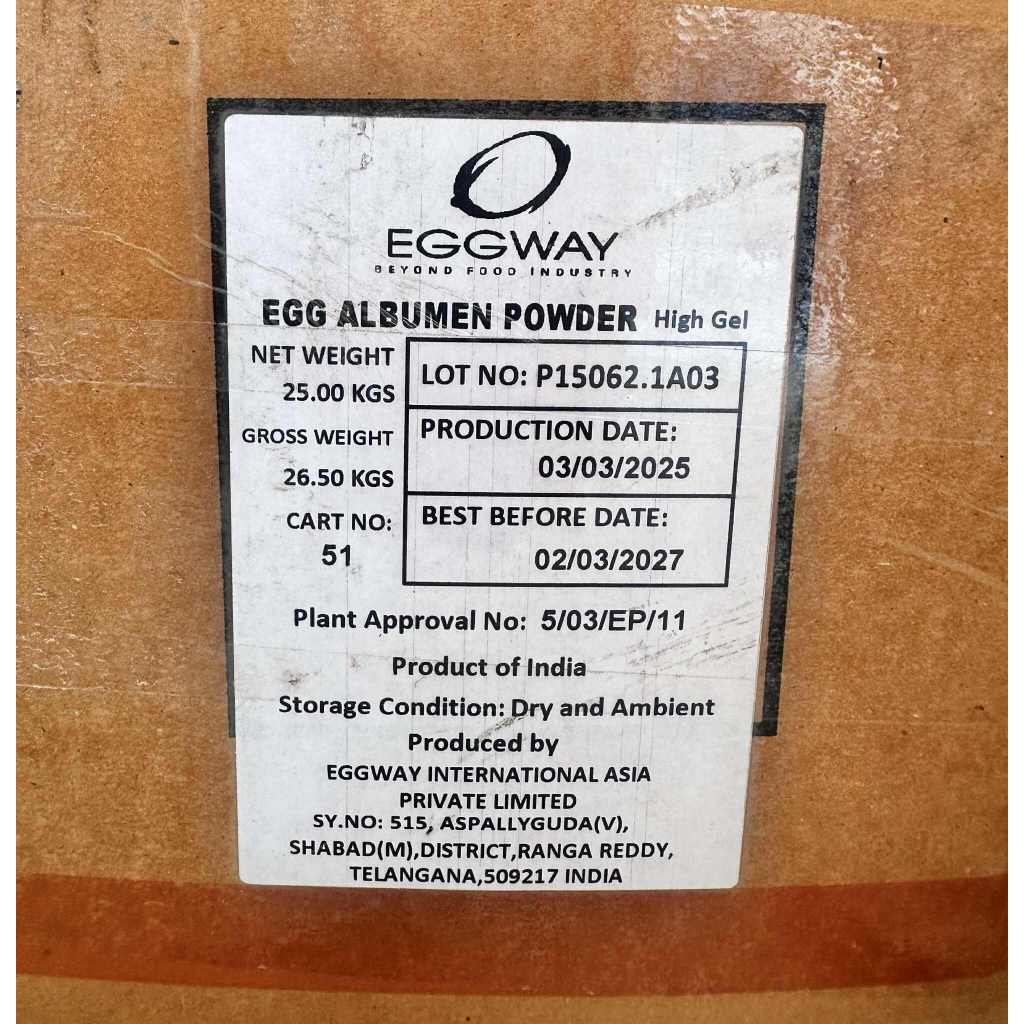 EGGWAY
BEYOND FOOD INDUSTRY
EGG ALBUMEN POWDER High Gel
NET WEIGHT
25.00 KGS
GROSS WEIGHT
26.50 KGS
CART NO:
51
LOT NO: P15062.1A03
PRODUCTION DATE:
03/03/2025
BEST BEFORE DATE:
02/03/2027
Plant Approval No: 5/03/EP/11
Product of India
Storage Condition: Dry and Ambient
Produced by
EGGWAY INTERNATIONAL ASIA
PRIVATE LIMITED
SY.NO: 515, ASPALLYGUDA(V),
SHABAD(M),DISTRICT,RANGA REDDY,
TELANGANA,509217 INDIA